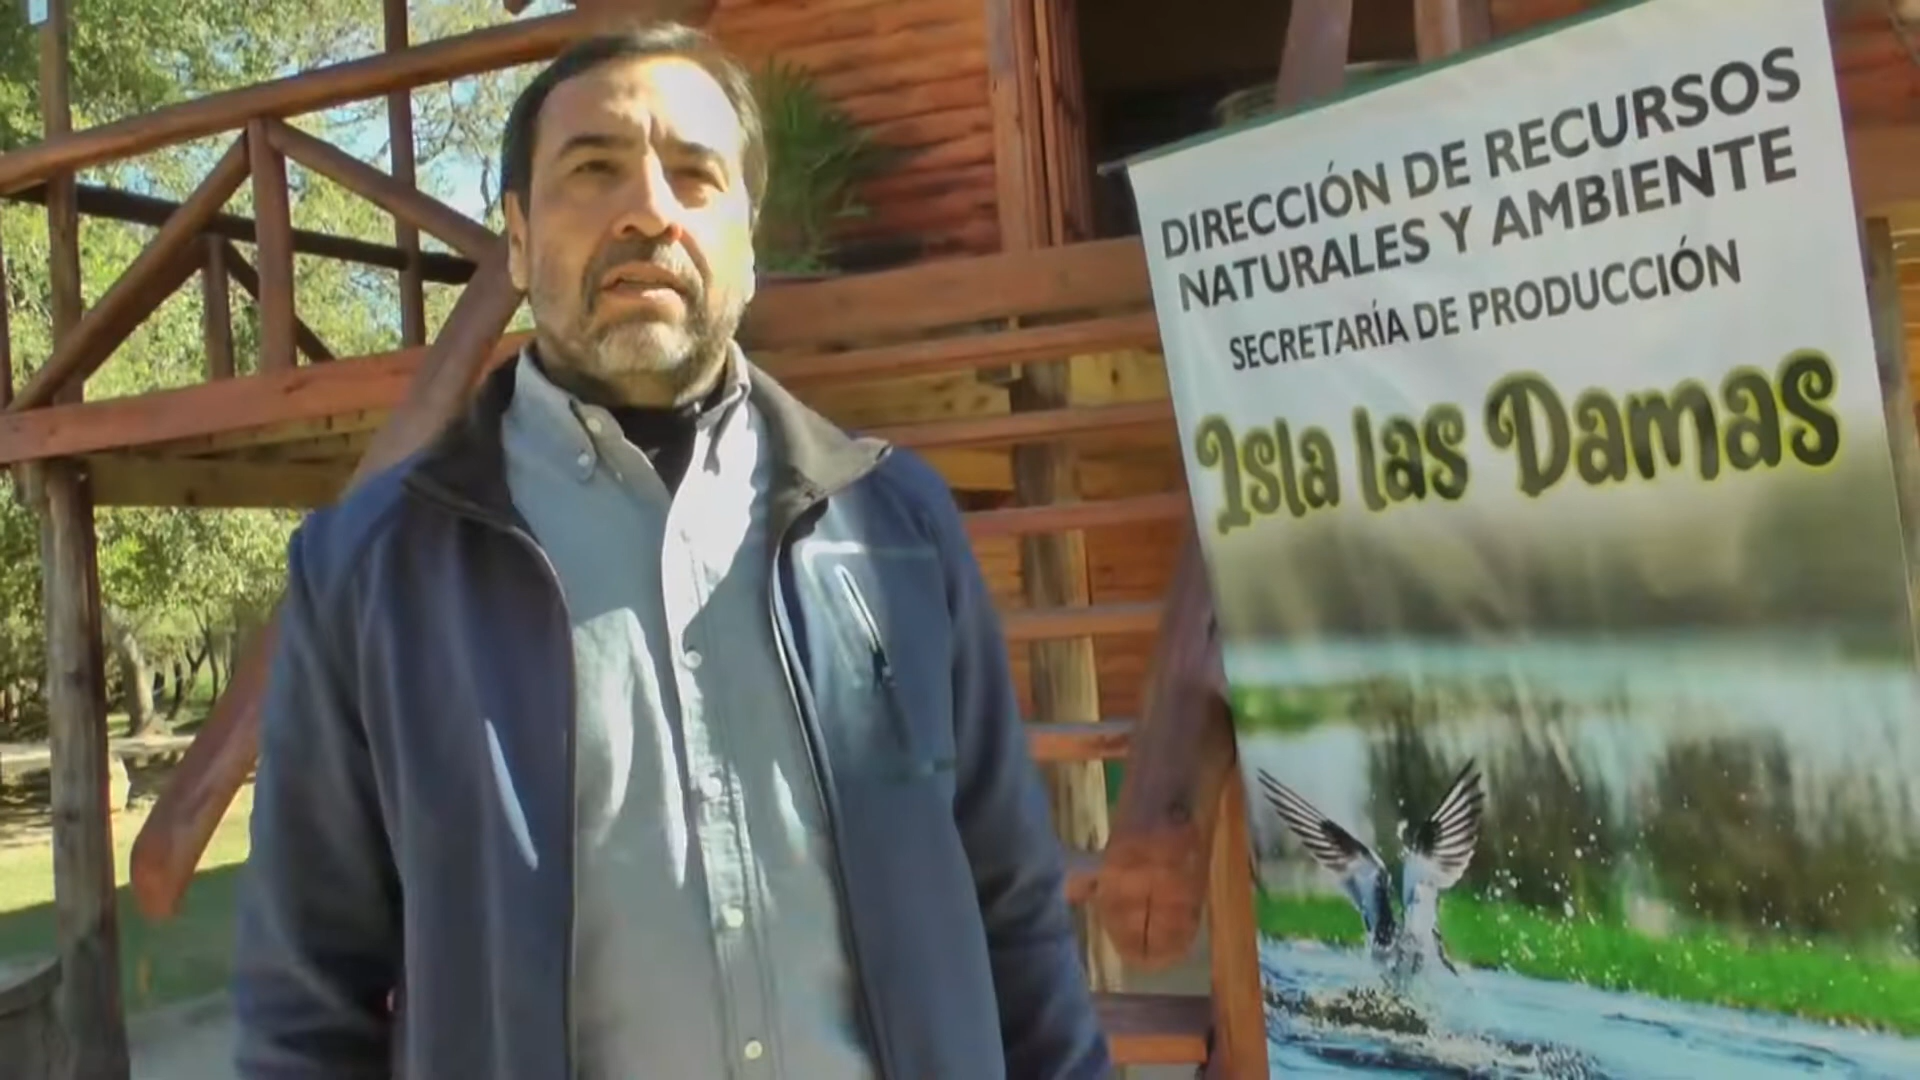 DIRECCIÓN DE RECURSOS
NATURALES Y AMBIENTE
SECRETARÍA DE PRODUCCIÓN
Isla las Damas